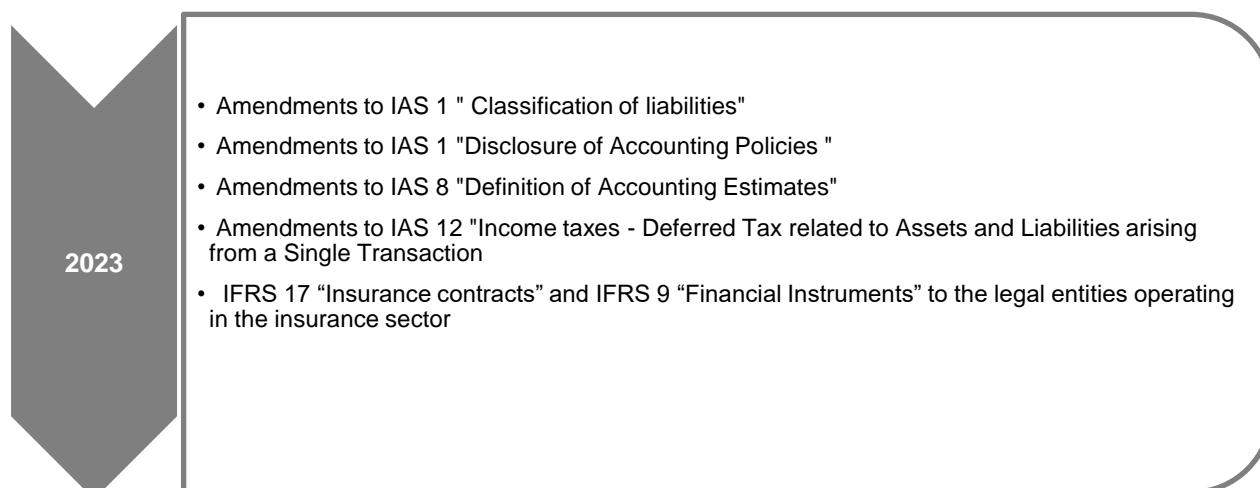 2023
• Amendments to IAS 1 " Classification of liabilities"
• Amendments to IAS 1 "Disclosure of Accounting Policies "
• Amendments to IAS 8 "Definition of Accounting Estimates"
• Amendments to IAS 12 "Income taxes - Deferred Tax related to Assets and Liabilities arising
from a Single Transaction
• IFRS 17 “Insurance contracts” and IFRS 9 “Financial Instruments” to the legal entities operating
in the insurance sector